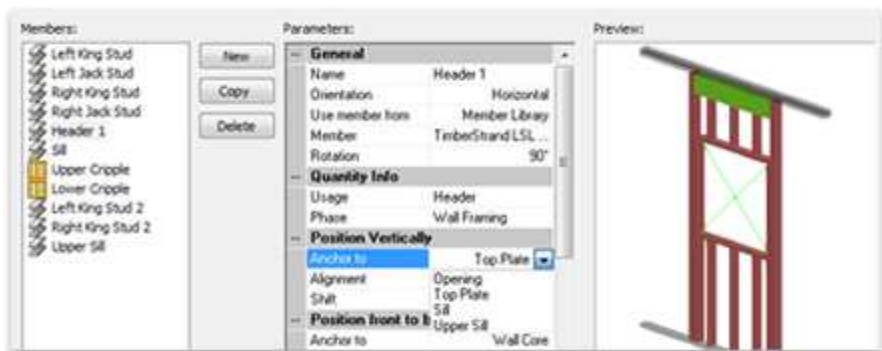 Members:
Left King Stud
Left Jack Stud
Right King Stud
Right Jack Stud
Header 1
Sill
Upper Cripple
Lower Cripple
Left King Stud 2
Right King Stud 2
Upper Sill
New
Copy
Delete
Parameters:
General
Name Header 1
Orientation Horizontal
Use member from Member Library
Member TimberStrand LSL ...
Rotation 90°
Quantity Info
Usage Header
Phase Wall Framing
Position Vertically
Anchor to Top Plate
Alignment Opening
Shift Top Plate
Sill
Position front to Upper Sill
Anchor to Wall Core
Preview: